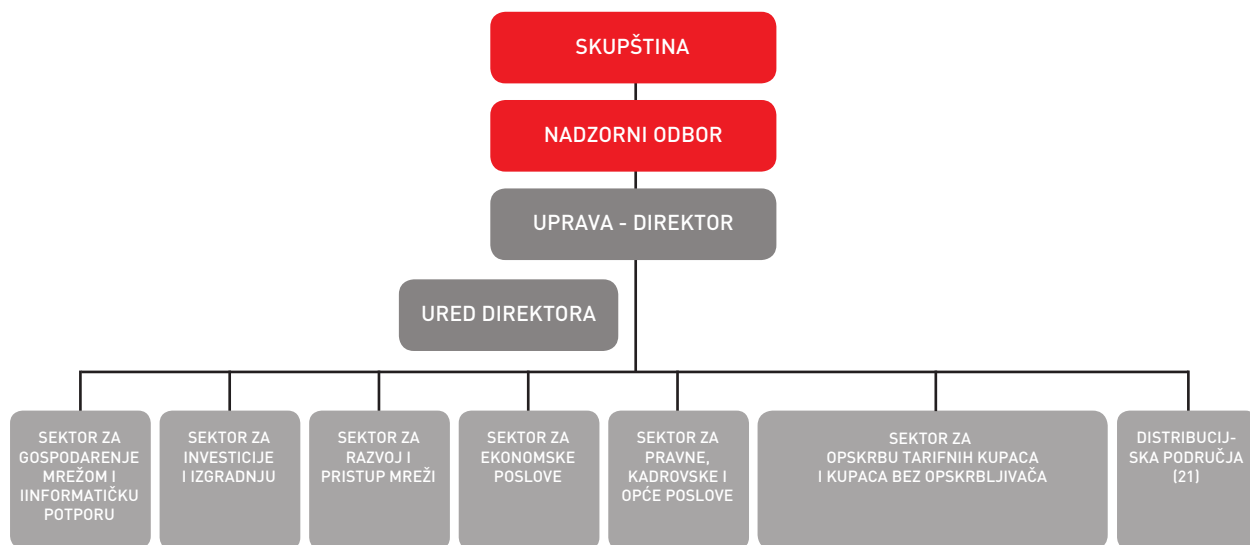 SKUPŠTINA
NADZORNI ODBOR
UPRAVA - DIREKTOR
URED DIREKTORA
SEKTOR ZA
GOSPODARENJE
MREŽOM I
IINFORMATIČKU
POTPORU
SEKTOR ZA
INVESTICIJE
I IZGRADNJU
SEKTOR ZA
RAZVOJ I
PRISTUP MREŽI
SEKTOR ZA
EKONOMSKE
POSLOVE
SEKTOR ZA
PRAVNE,
KADROVSKE I
OPĆE POSLOVE
SEKTOR ZA
OPSKRBU TARIFNIH KUPACA
I KUPACA BEZ OPSKRBLJIVAČA
DISTRIBUCIJ-
SKA PODRUČJA
(21)